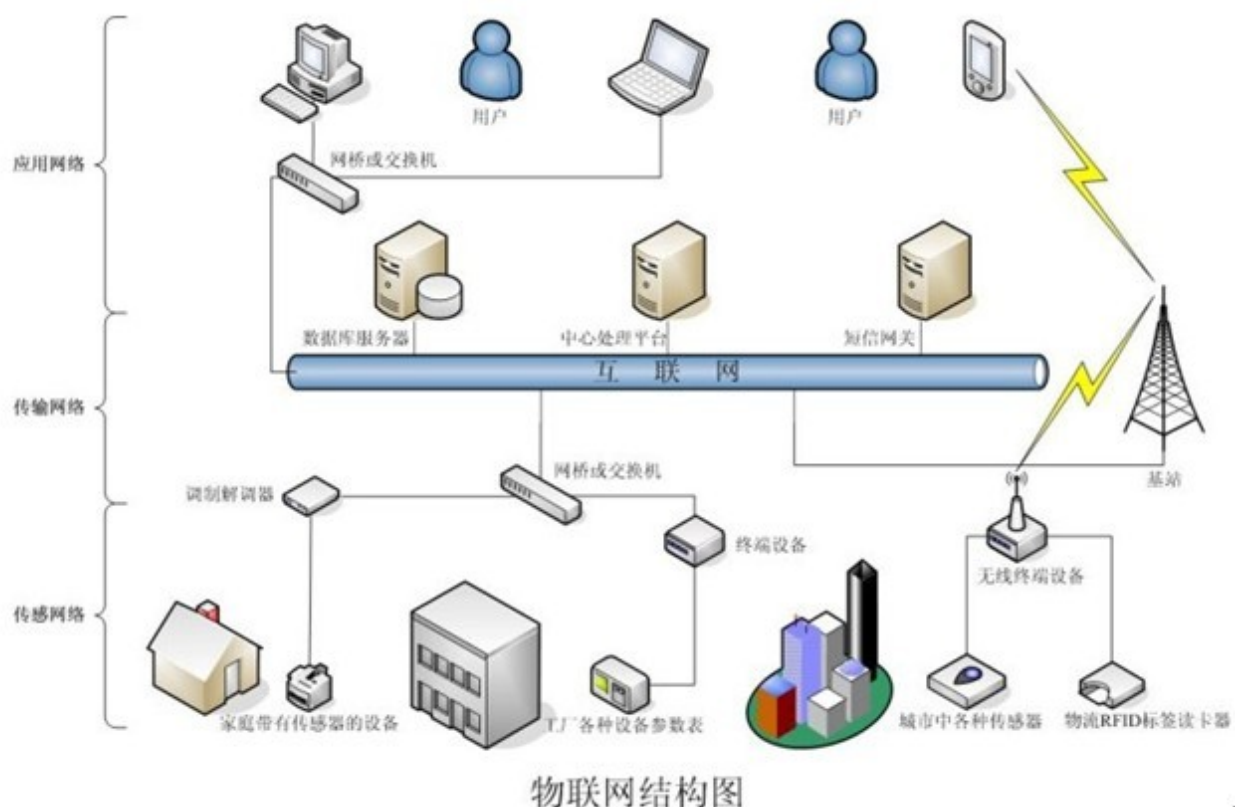 用户
用户
网桥或交换机
应用网络
数据库服务器
中心处理平台
短信网关
互 联 网
传输网络
网桥或交换机
基站
调制解调器
终端设备
无线终端设备
传感网络
家庭带有传感器的设备
工厂各种设备参数表
城市中各种传感器
物流RFID标签读卡器
物联网结构图